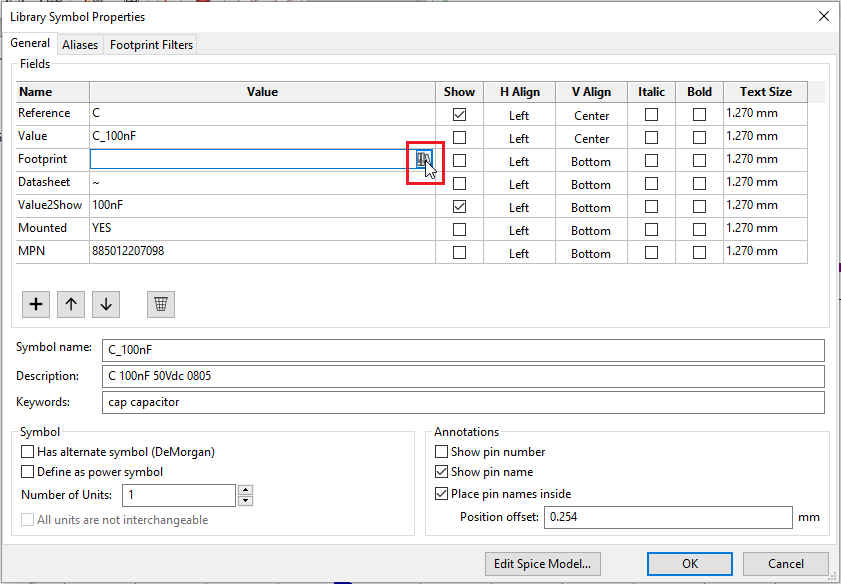 Library Symbol Properties
General Aliases Footprint Filters
Fields
Name Value Show H Align V Align Italic Bold Text Size
Reference C Left Center 1.270 mm
Value C_100nF Left Center 1.270 mm
Footprint Left Bottom 1.270 mm
Datasheet ~ Left Bottom 1.270 mm
Value2Show 100nF Left Bottom 1.270 mm
Mounted YES Left Bottom 1.270 mm
MPN 885012207098 Left Bottom 1.270 mm
Symbol name: C_100nF
Description: C 100nF 50Vdc 0805
Keywords: cap capacitor
Symbol
Has alternate symbol (DeMorgan)
Define as power symbol
Number of Units: 1
All units are not interchangeable
Annotations
Show pin number
Show pin name
Place pin names inside
Position offset: 0.254 mm
Edit Spice Model... OK Cancel